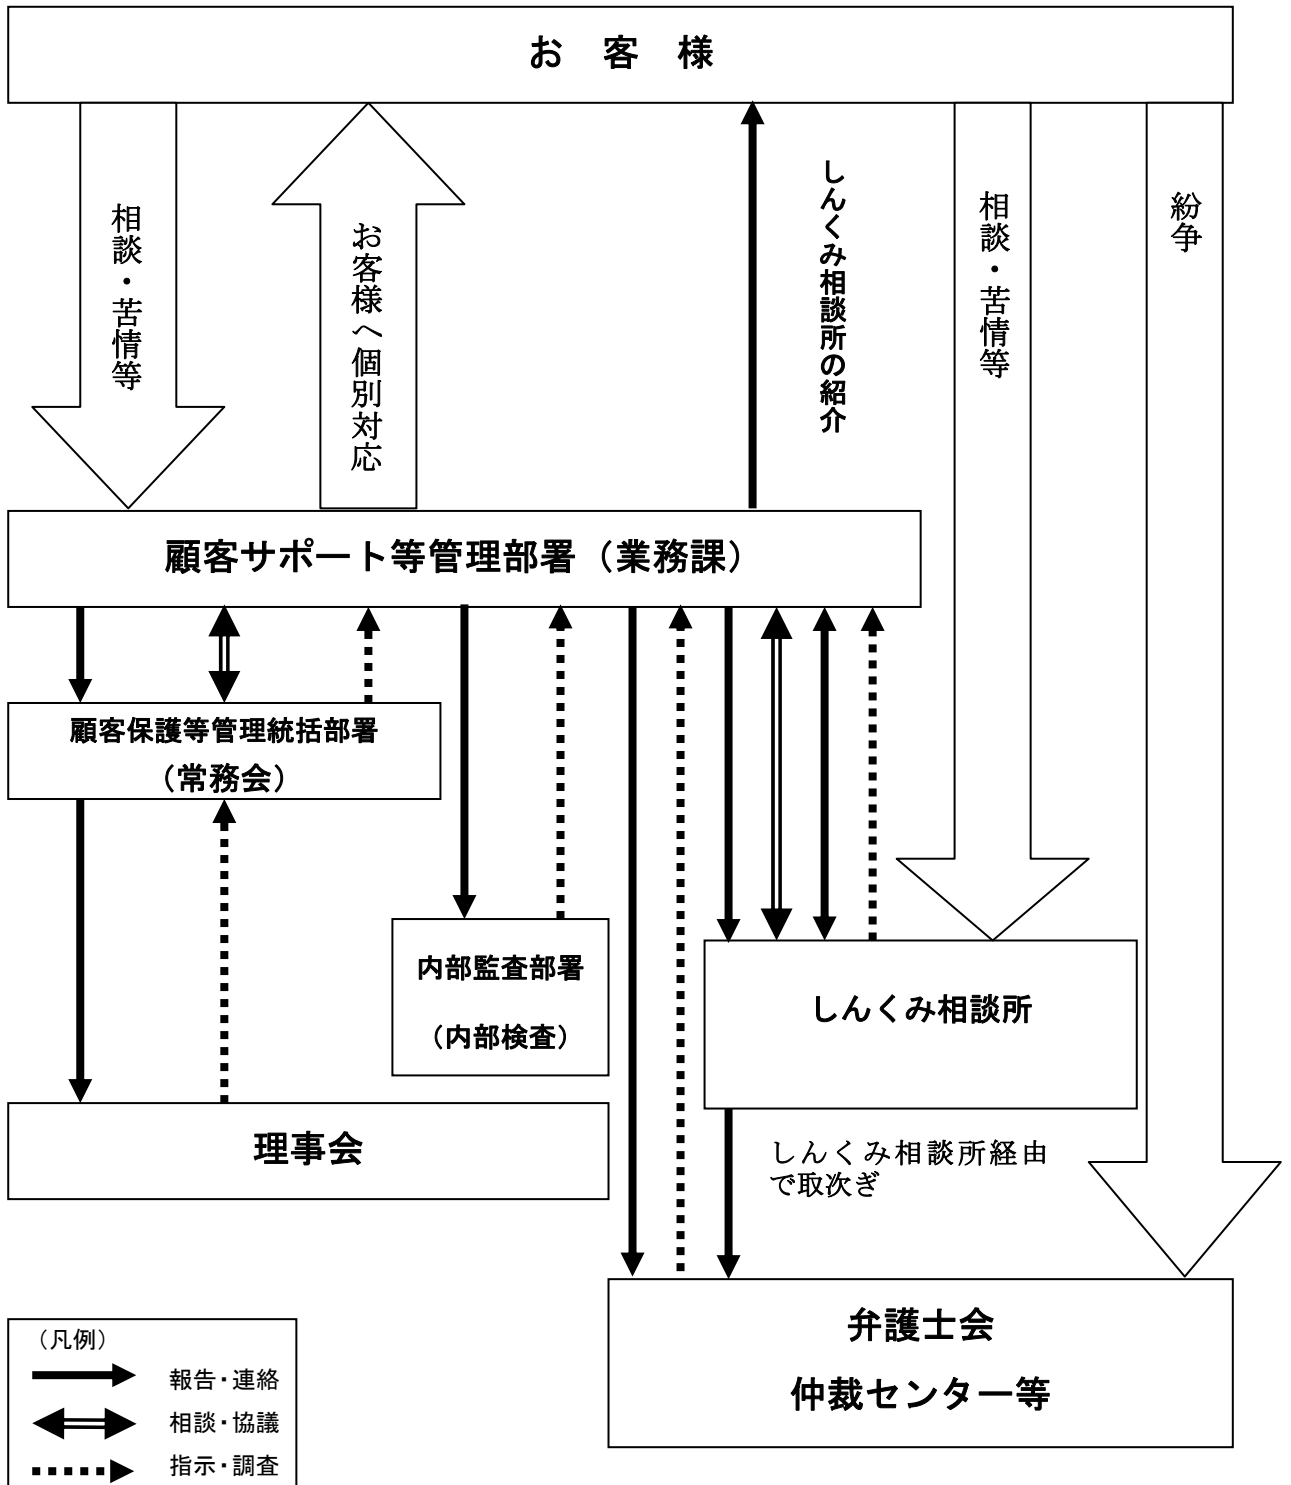 お 客 様
相談・苦情等
お客様へ個別対応
しんくみ相談所の紹介
相談・苦情等
紛争
顧客サポート等管理部署（業務課）
顧客保護等管理統括部署
（常務会）
内部監査部署
（内部検査）
しんくみ相談所
理事会
しんくみ相談所経由
で取次ぎ
弁護士会
仲裁センター等
（凡例）
報告・連絡
相談・協議
指示・調査